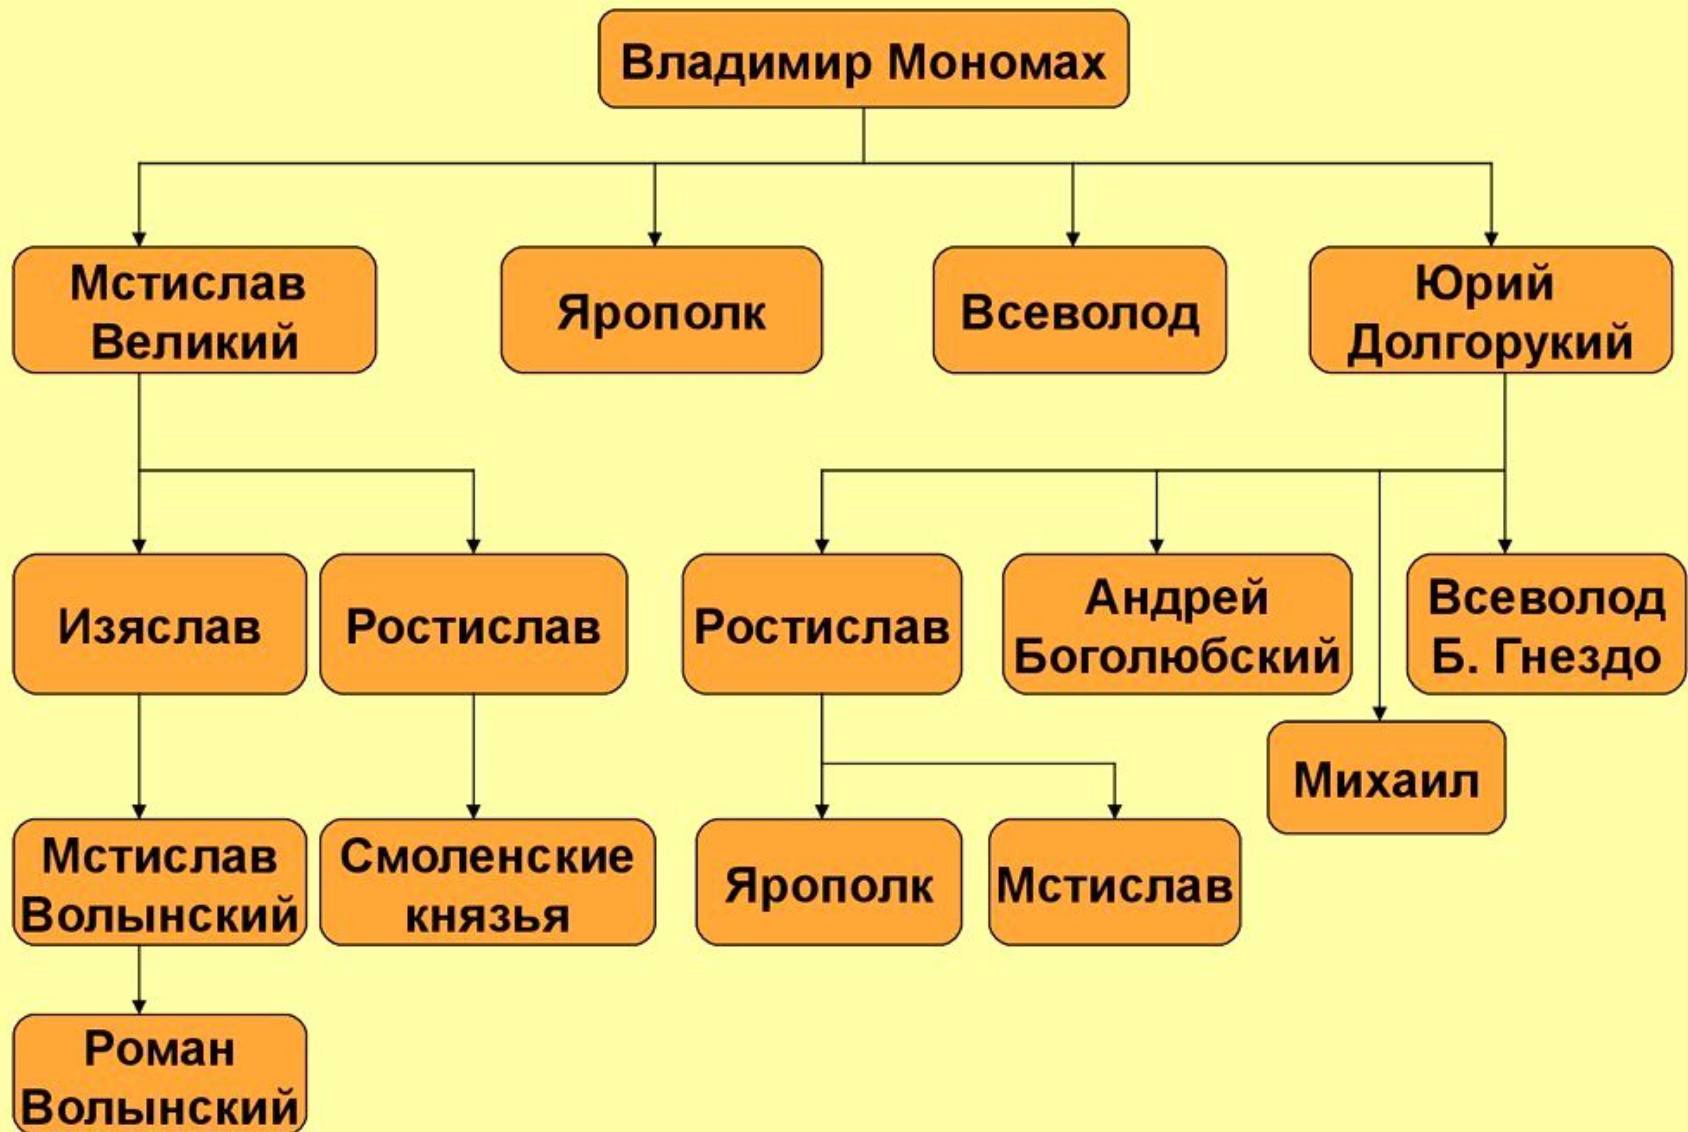 Владимир Мономах
Мстислав
Великий
Ярополк
Всеволод
Юрий
Долгорукий
Изяслав
Ростислав
Ростислав
Андрей
Боголюбский
Всеволод
Б. Гнездо
Михаил
Мстислав
Волынский
Смоленские
князья
Ярополк
Мстислав
Роман
Волынский